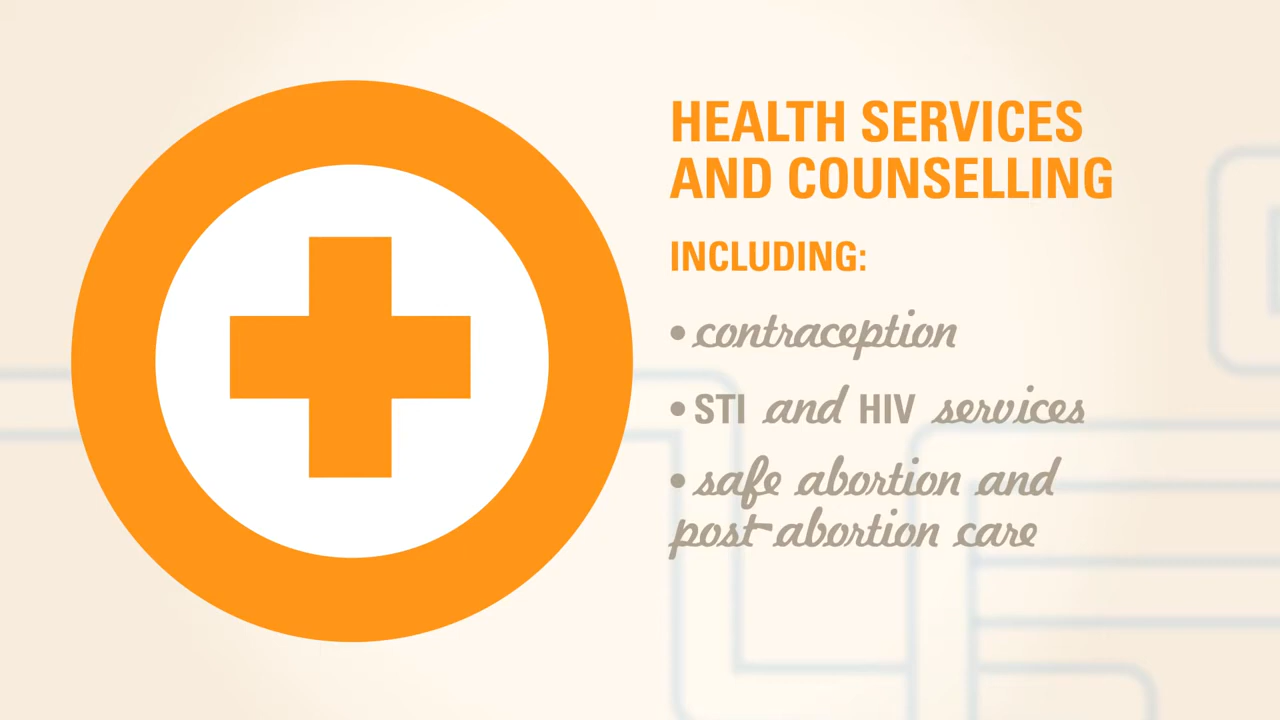 HEALTH SERVICES
AND COUNSELLING
INCLUDING:
• contraception
• STI and HIV services
• safe abortion and
post-abortion care